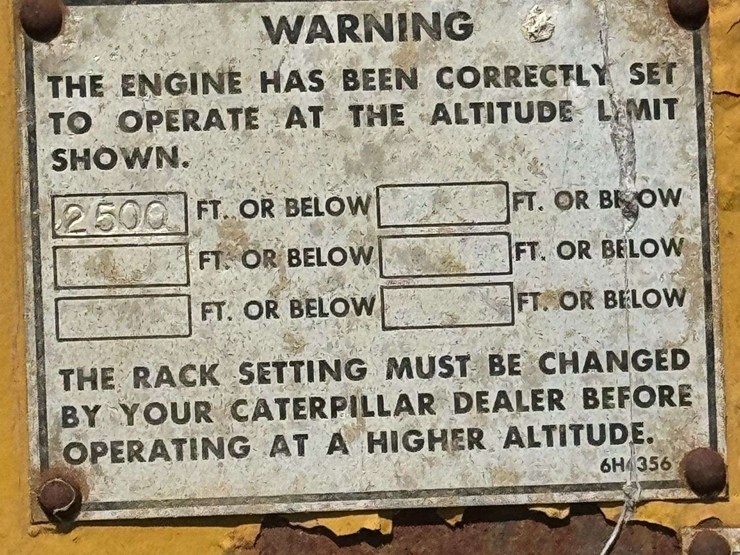 WARNING
THE ENGINE HAS BEEN CORRECTLY SET
TO OPERATE AT THE ALTITUDE LIMIT
SHOWN.
2500 FT. OR BELOW FT. OR BELOW
FT. OR BELOW FT. OR BELOW
FT. OR BELOW FT. OR BELOW
THE RACK SETTING MUST BE CHANGED
BY YOUR CATERPILLAR DEALER BEFORE
OPERATING AT A HIGHER ALTITUDE.